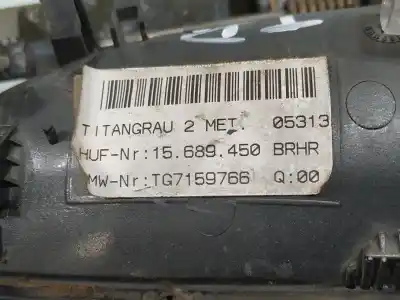 TITANGRAU 2 MET. 05313
HUF-Nr:15.689.450 BRHR
MW-Nr:TG7159766 Q:00